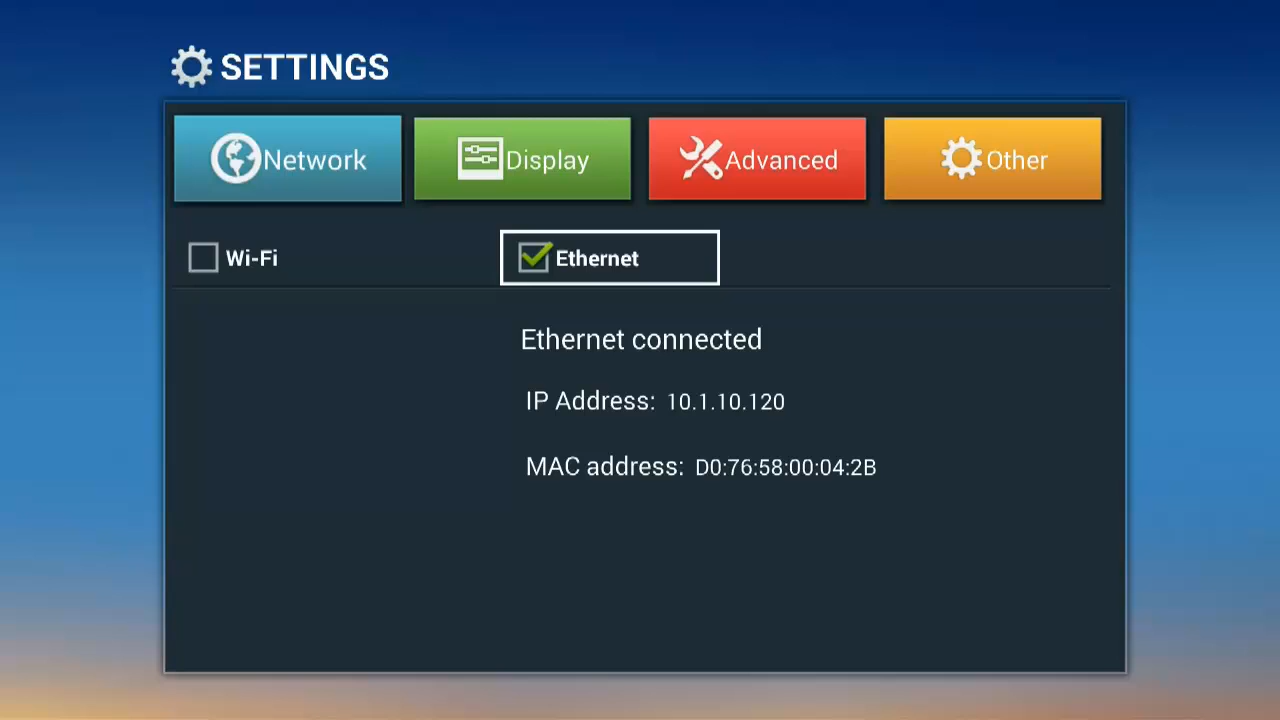 SETTINGS
Network Display Advanced Other
Wi-Fi Ethernet
Ethernet connected
IP Address: 10.1.10.120
MAC address: D0:76:58:00:04:2B